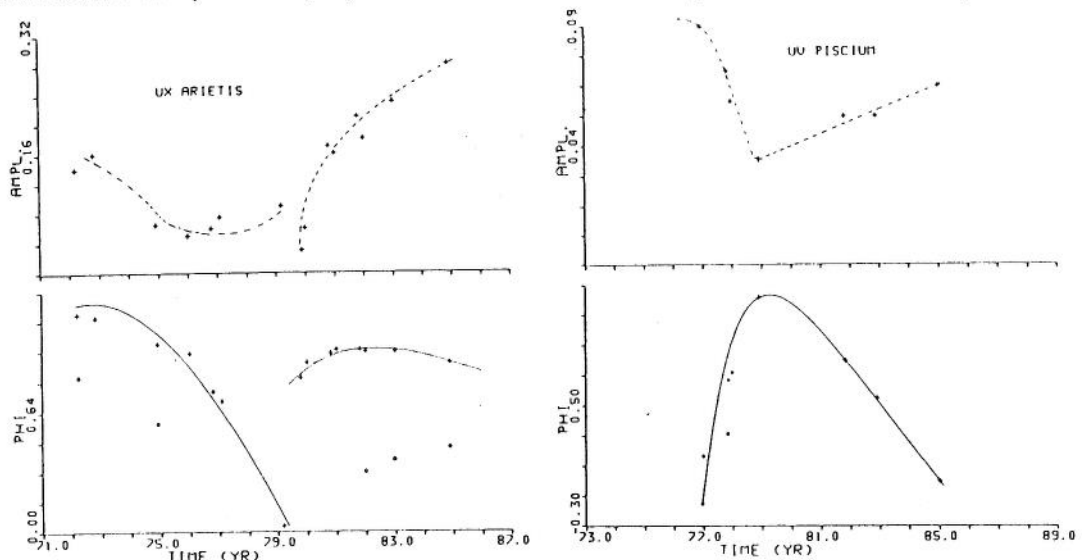 0.32
UX ARIETIS
AMPL.
0.16
PHI
0.64
0.00
71.0 75.0 79.0 83.0 87.0
TIME (YR)
0.09
UV PISCIUM
AMPL.
0.04
PHI
0.50
-0.30
73.0 77.0 81.0 85.0 89.0
TIME (YR)